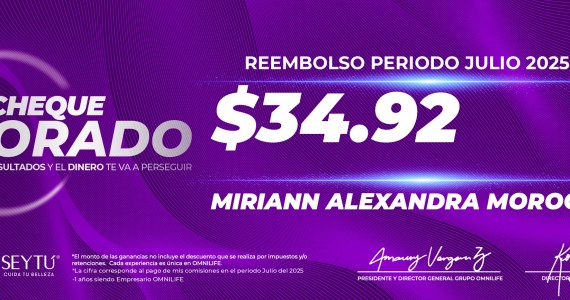 REEMBOLSO PERIODO JULIO 2025
CHEQUE
ORADO
SULTADOS Y EL DINERO TE VA A PERSEGUIR
$34.92
MIRIANN ALEXANDRA MOROC
SEYTÚ®
CUIDA TU BELLEZA
*El monto de las ganancias no incluye el descuento que se realiza por impuestos y/o
retenciones. Cada experiencia es única en OMNILIFE.
*La cifra corresponde al pago de mis comisiones en el periodo Julio del 2025
-1 años siendo Empresario OMNILIFE
PRESIDENTE Y DIRECTOR GENERAL GRUPO OMNILIFE
DIRECTOR